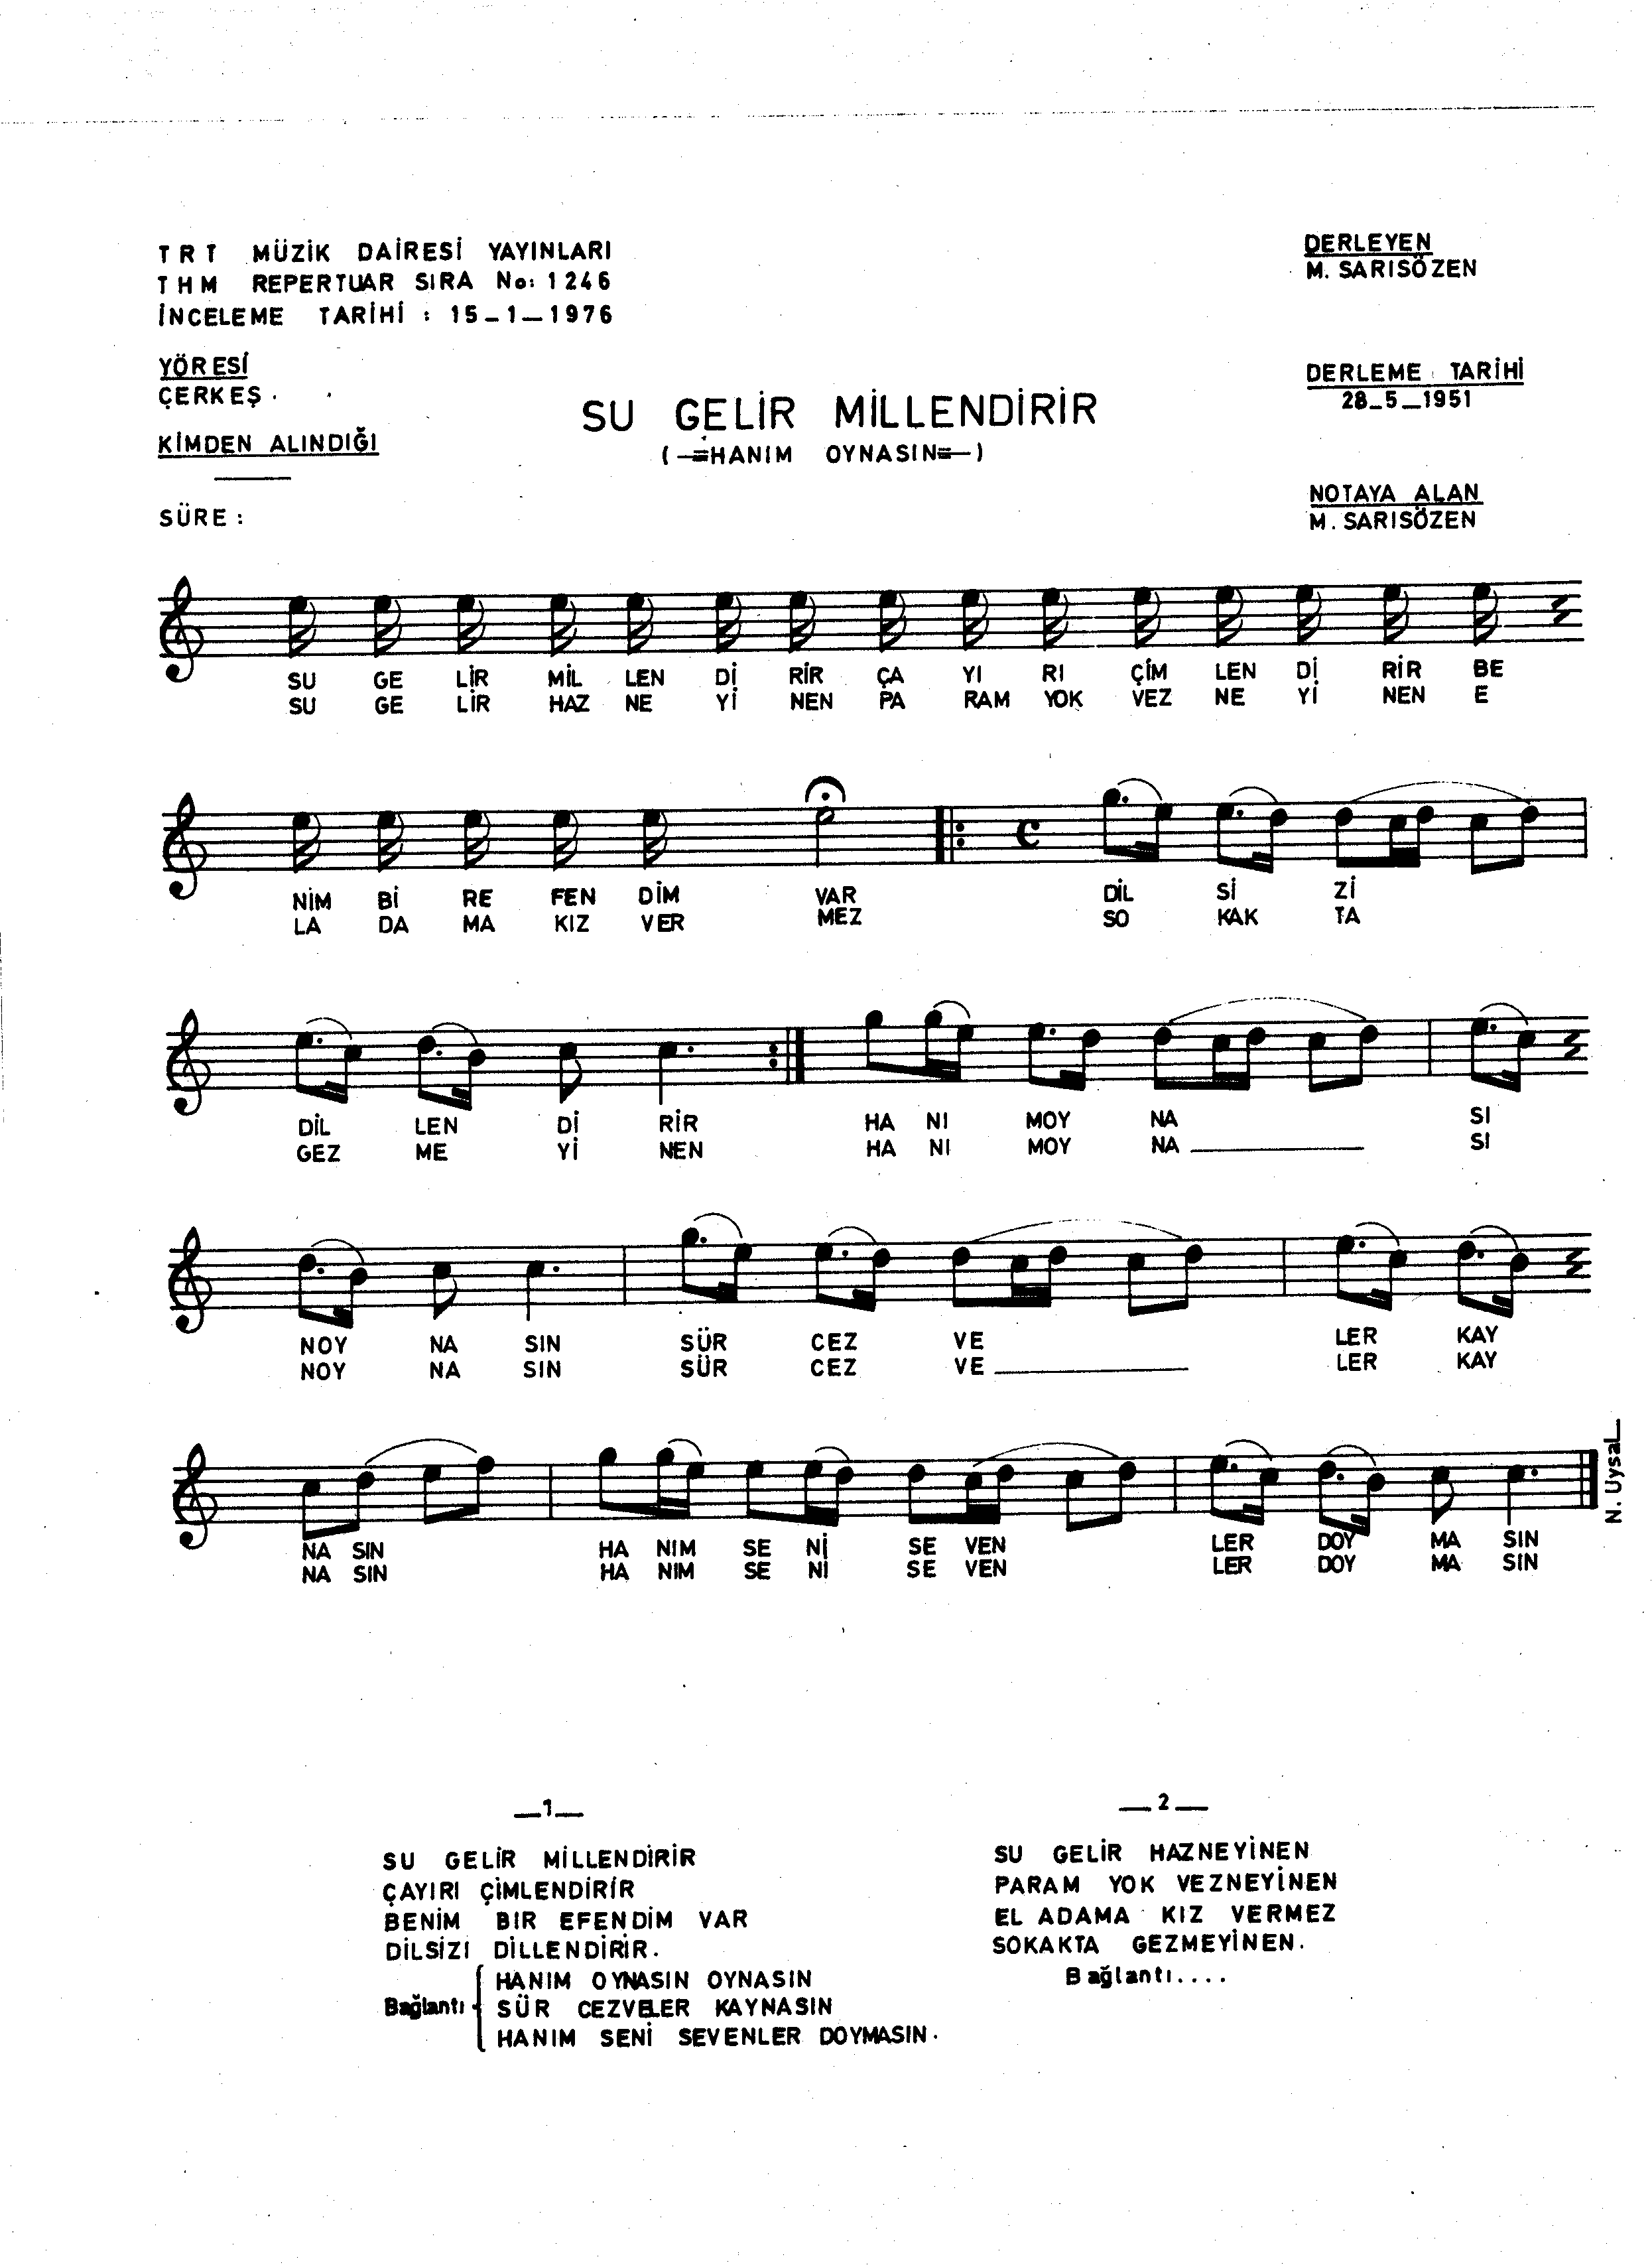 TRT MÜZİK DAİRESİ YAYINLARI
THM REPERTUAR SIRA No: 1246
İNCELEME TARİHİ : 15_1_1976
YÖRESİ
ÇERKEŞ.
KİMDEN ALINDIĞI
SÜRE :
DERLEYEN
M. SARISÖZEN
DERLEME TARİHİ
28_5_1951
NOTAYA ALAN
M. SARISÖZEN
SU GELİR MİLLENDİRİR
(HANIM OYNASIN)
SU GE LİR MİL LEN Dİ RİR ÇA YI RI ÇİM LEN Dİ RİR BE
SU GE LİR HAZ NE Yİ NEN PA RAM YOK VEZ NE Yİ NEN E
NİM Bİ RE FEN DİM VAR DİL Sİ Zİ
LA DA MA KIZ VER MEZ SO KAK TA
DİL LEN Dİ RİR HA NI MOY NA SI
GEZ ME Yİ NEN HA NI MOY NA SI
NOY NA SIN SÜR CEZ VE LER KAY
NOY NA SIN SÜR CEZ VE LER KAY
NA SIN HA NIM SE Nİ SE VEN LER DOY MA SIN
NA SIN HA NIM SE NI SE VEN LER DOY MA SIN
N. Uysal
_1_
SU GELİR MİLLENDİRİR
ÇAYIRI ÇİMLENDİRİR
BENİM BIR EFENDİM VAR
DİLSİZİ DİLLENDİRİR.
Bağlantı
HANIM OYNASIN OYNASIN
SÜR CEZVELER KAYNASIN
HANIM SENİ SEVENLER DOYMASIN.
_2_
SU GELİR HAZNEYİNEN
PARAM YOK VEZNEYİNEN
EL ADAMA KIZ VERMEZ
SOKAKTA GEZMEYİNEN.
Bağlantı....